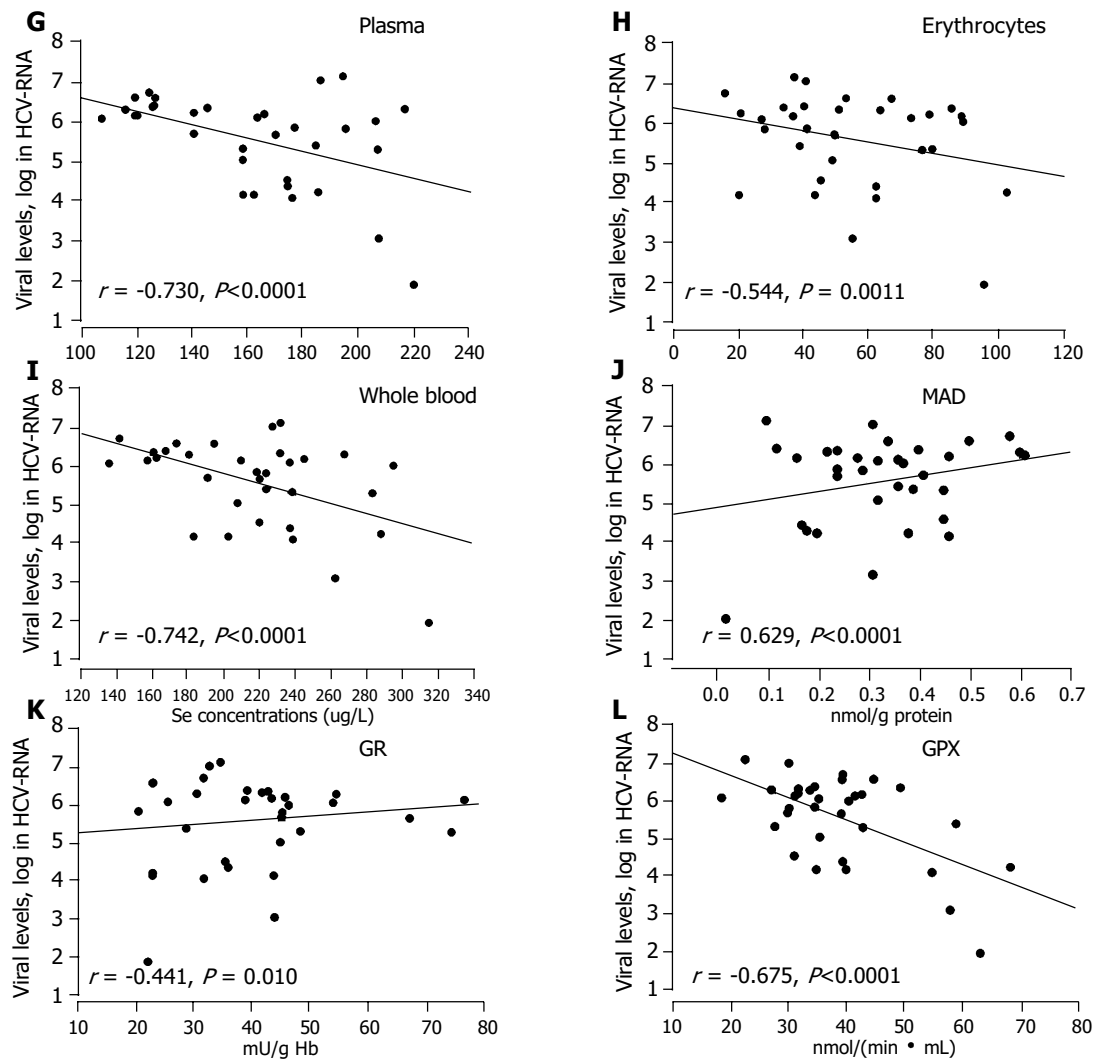 G
Plasma
Viral levels, log in HCV-RNA
8
7
6
5
4
3
2
1
r = -0.730, P<0.0001
100 120 140 160 180 200 220 240
H
Erythrocytes
Viral levels, log in HCV-RNA
8
7
6
5
4
3
2
1
r = -0.544, P = 0.0011
0 20 40 60 80 100 120
I
Whole blood
Viral levels, log in HCV-RNA
8
7
6
5
4
3
2
1
r = -0.742, P<0.0001
120 140 160 180 200 220 240 260 280 300 320 340
Se concentrations (ug/L)
J
MAD
Viral levels, log in HCV-RNA
8
7
6
5
4
3
2
1
r = 0.629, P<0.0001
0.0 0.1 0.2 0.3 0.4 0.5 0.6 0.7
nmol/g protein
K
GR
Viral levels, log in HCV-RNA
8
7
6
5
4
3
2
1
r = -0.441, P = 0.010
10 20 30 40 50 60 70 80
mU/g Hb
L
GPX
Viral levels, log in HCV-RNA
8
7
6
5
4
3
2
1
r = -0.675, P<0.0001
10 20 30 40 50 60 70 80
nmol/(min • mL)